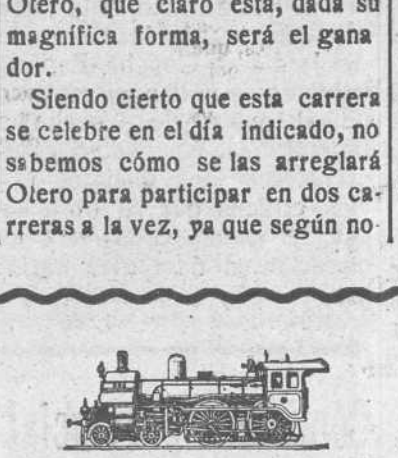 Otero, que claro está, dada su
magnífica forma, será el gana
dor.
Siendo cierto que esta carrera
se celebre en el día indicado, no
sabemos cómo se las arreglará
Otero para participar en dos ca-
rreras a la vez, ya que según no-